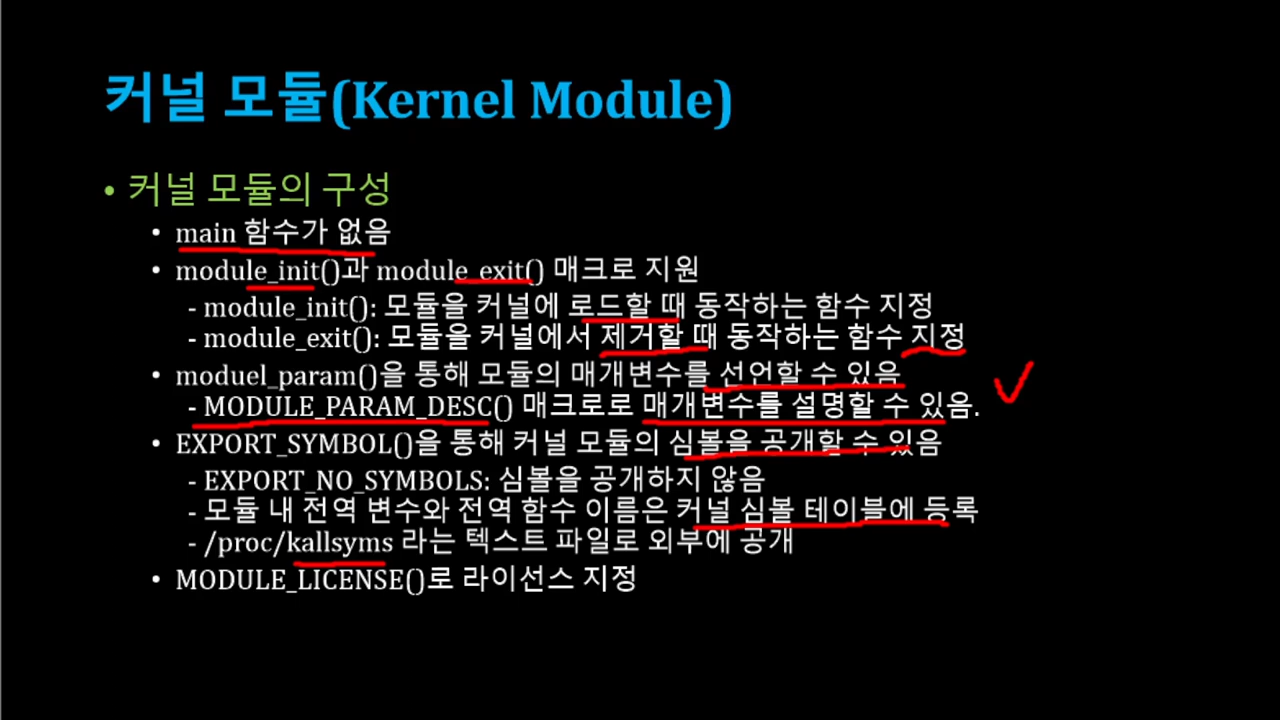 커널 모듈(Kernel Module)
• 커널 모듈의 구성
• main 함수가 없음
• module_init()과 module_exit() 매크로 지원
- module_init(): 모듈을 커널에 로드할 때 동작하는 함수 지정
- module_exit(): 모듈을 커널에서 제거할 때 동작하는 함수 지정
• moduel_param()을 통해 모듈의 매개변수를 선언할 수 있음
- MODULE_PARAM_DESC() 매크로로 매개변수를 설명할 수 있음.
• EXPORT_SYMBOL()을 통해 커널 모듈의 심볼을 공개할 수 있음
- EXPORT_NO_SYMBOLS: 심볼을 공개하지 않음
- 모듈 내 전역 변수와 전역 함수 이름은 커널 심볼 테이블에 등록
- /proc/kallsyms 라는 텍스트 파일로 외부에 공개
• MODULE_LICENSE()로 라이선스 지정